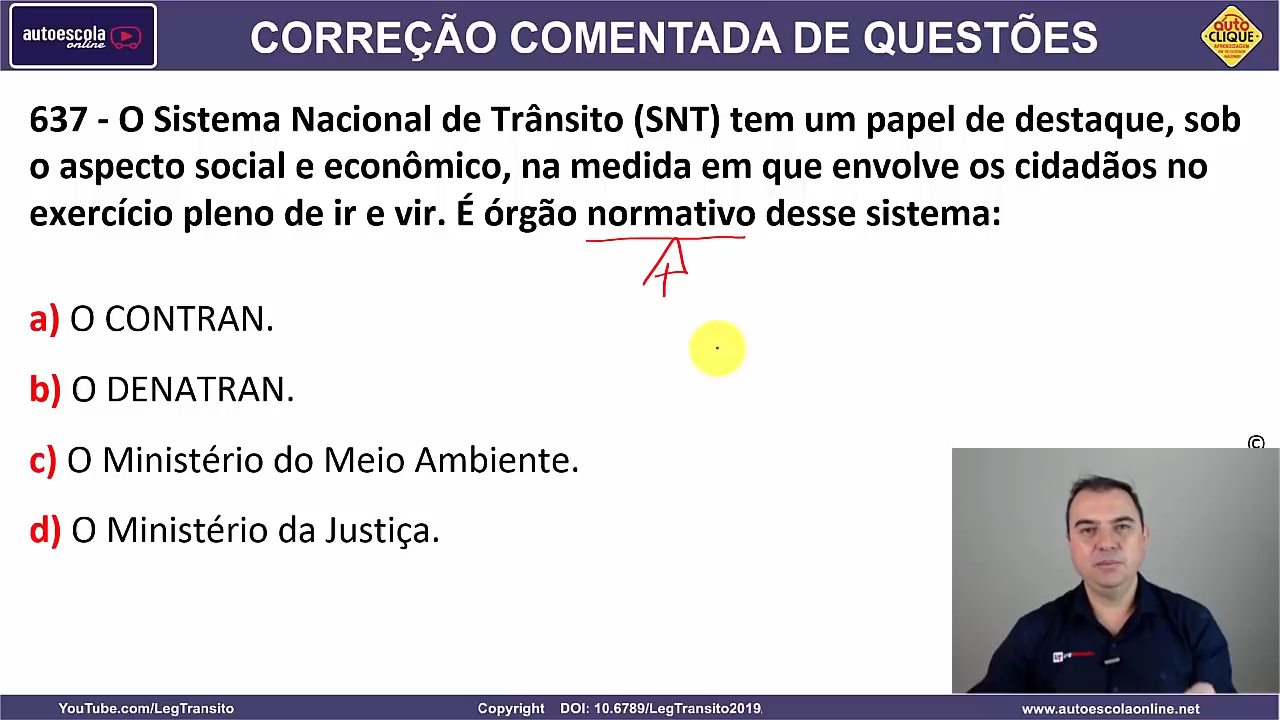 autoescola
online
CORREÇÃO COMENTADA DE QUESTÕES
auto
CLIQUE
637 - O Sistema Nacional de Trânsito (SNT) tem um papel de destaque, sob
o aspecto social e econômico, na medida em que envolve os cidadãos no
exercício pleno de ir e vir. É órgão normativo desse sistema:
a) O CONTRAN.
b) O DENATRAN.
c) O Ministério do Meio Ambiente.
d) O Ministério da Justiça.
©
YouTube.com/LegTransito
Copyright DOI: 10.6789/LegTransito2019.
www.autoescolaonline.net